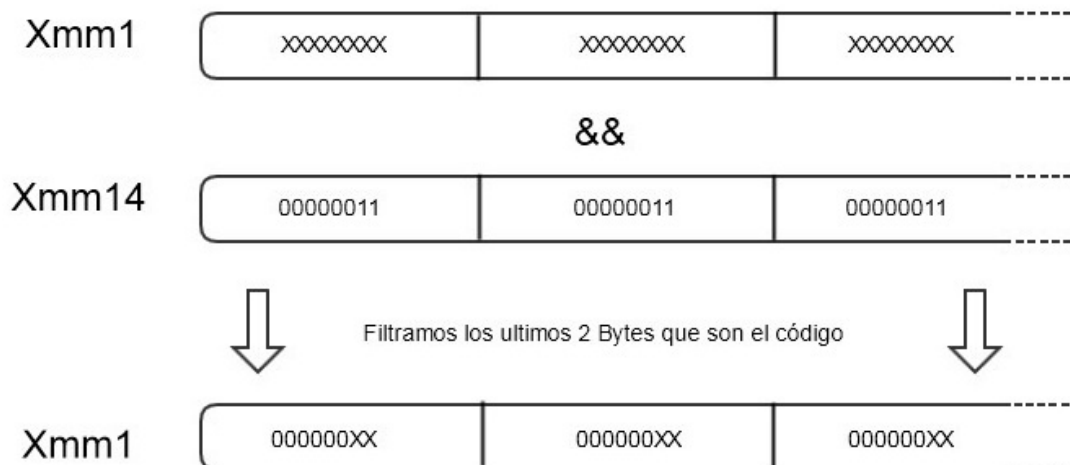 Xmm1 XXXXXXXX XXXXXXXX XXXXXXXX
&&
Xmm14 00000011 00000011 00000011
Filtramos los ultimos 2 Bytes que son el código
Xmm1 000000XX 000000XX 000000XX